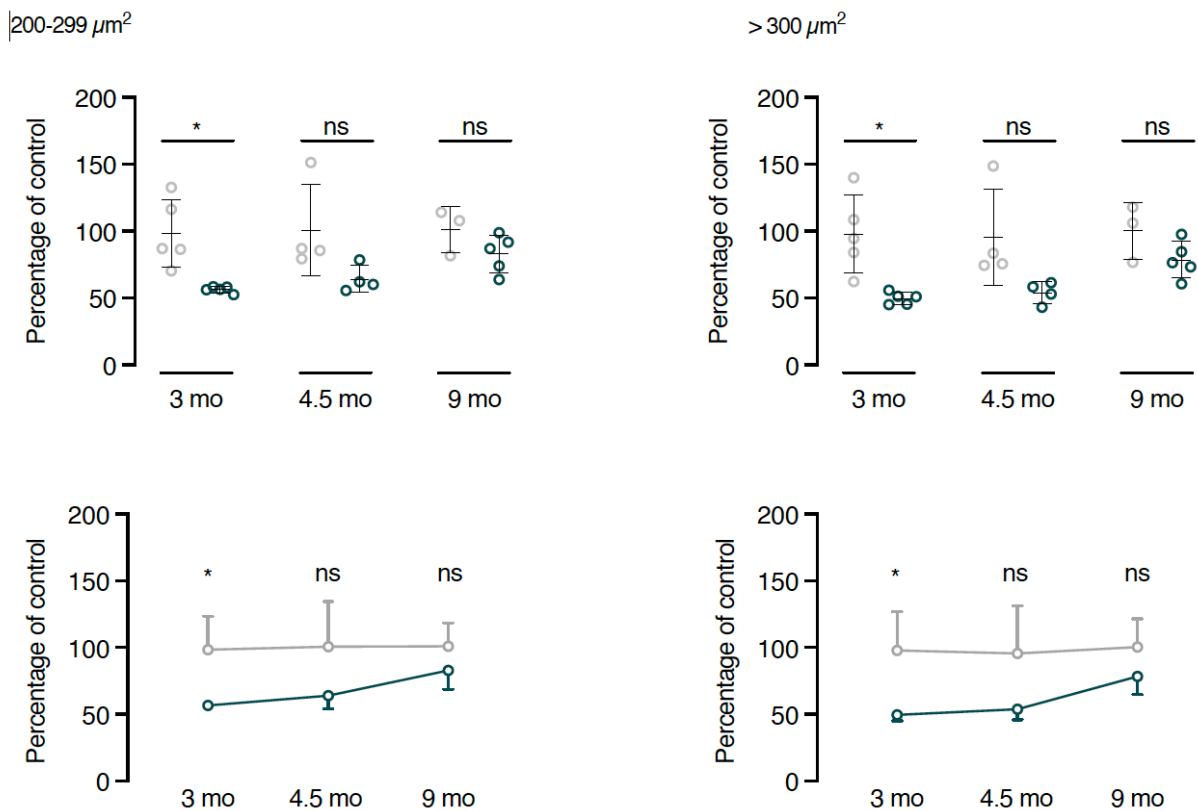 200-299 μm²
> 300 μm²
Percentage of control
200
150
100
50
0
*
ns
ns
3 mo
4.5 mo
9 mo
Percentage of control
200
150
100
50
0
*
ns
ns
3 mo
4.5 mo
9 mo
Percentage of control
200
150
100
50
0
*
ns
ns
3 mo
4.5 mo
9 mo
Percentage of control
200
150
100
50
0
*
ns
ns
3 mo
4.5 mo
9 mo